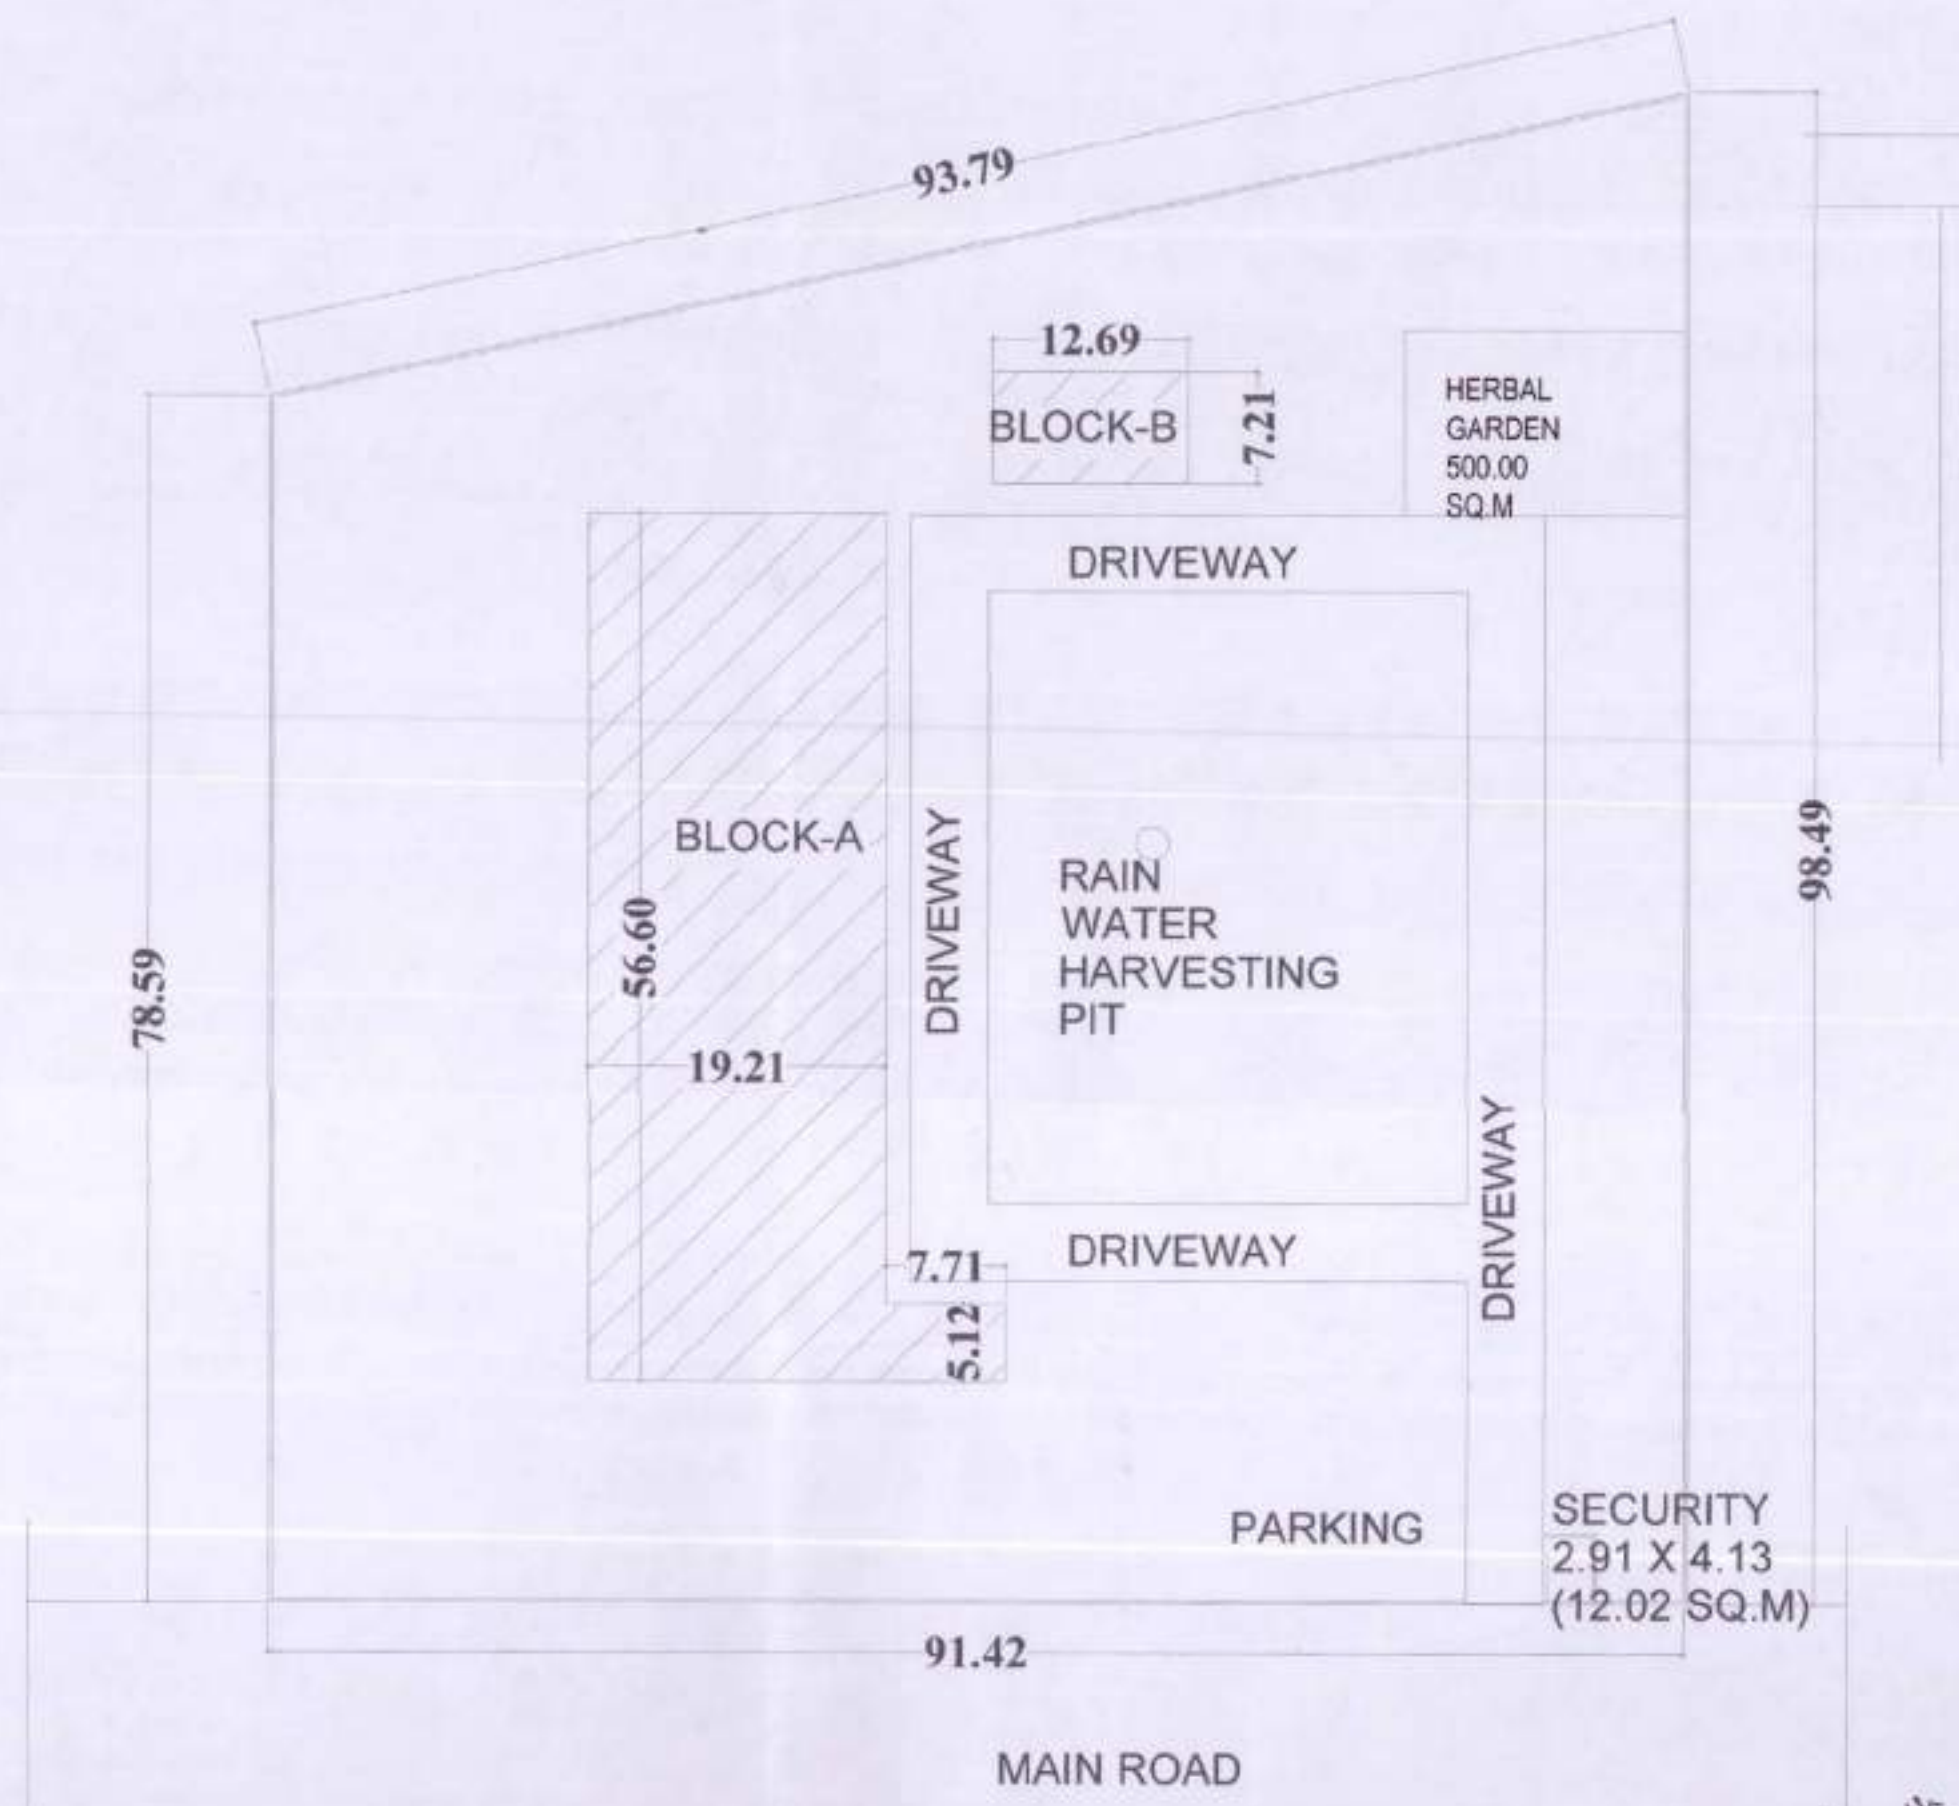 93.79
12.69
BLOCK-B
7.21
HERBAL
GARDEN
500.00
SQ.M
DRIVEWAY
BLOCK-A
56.60
19.21
DRIVEWAY
RAIN
WATER
HARVESTING
PIT
78.59
98.49
DRIVEWAY
7.71
5.12
DRIVEWAY
PARKING
SECURITY
2.91 X 4.13
(12.02 SQ.M)
91.42
MAIN ROAD